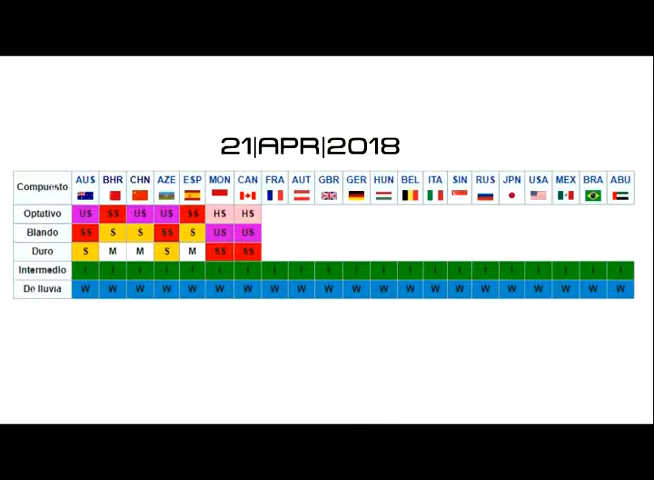 21|APR|2018
Compuesto AUS BHR CHN AZE ESP MON CAN FRA AUT GBR GER HUN BEL ITA SIN RUS JPN USA MEX BRA ABU
Optativo US SS US US SS HS HS
Blando SS S S SS S US US
Duro S M M S M SS SS
Intermedio I I I I I I I I I I I I I I I I I I I I I
De lluvia W W W W W W W W W W W W W W W W W W W W W